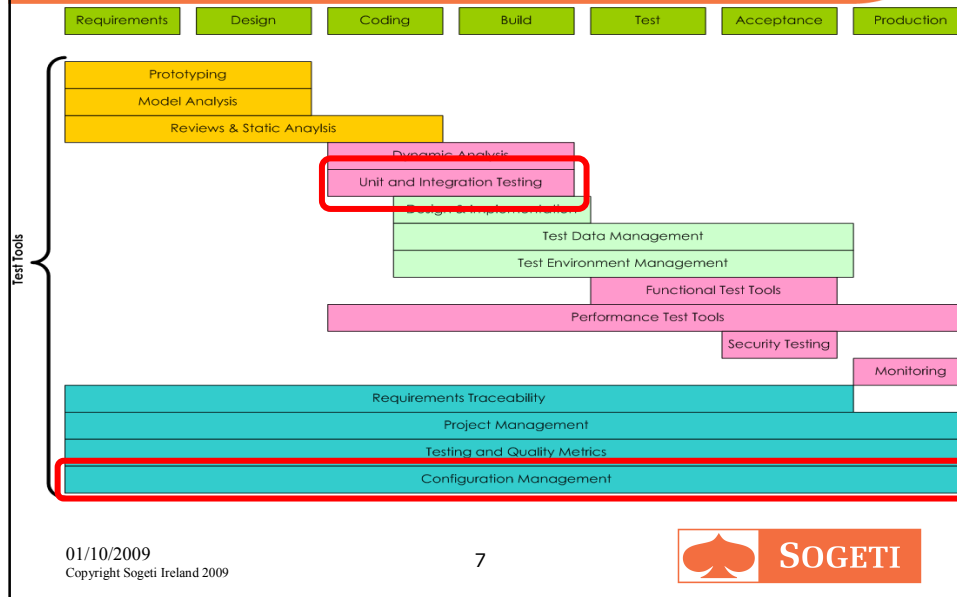 Requirements
Design
Coding
Build
Test
Acceptance
Production
Test Tools
Prototyping
Model Analysis
Reviews & Static Anaylsis
Dynamic Analysis
Unit and Integration Testing
Design & Implementation
Test Data Management
Test Environment Management
Functional Test Tools
Performance Test Tools
Security Testing
Monitoring
Requirements Traceability
Project Management
Testing and Quality Metrics
Configuration Management
01/10/2009
Copyright Sogeti Ireland 2009
7
SOGETI